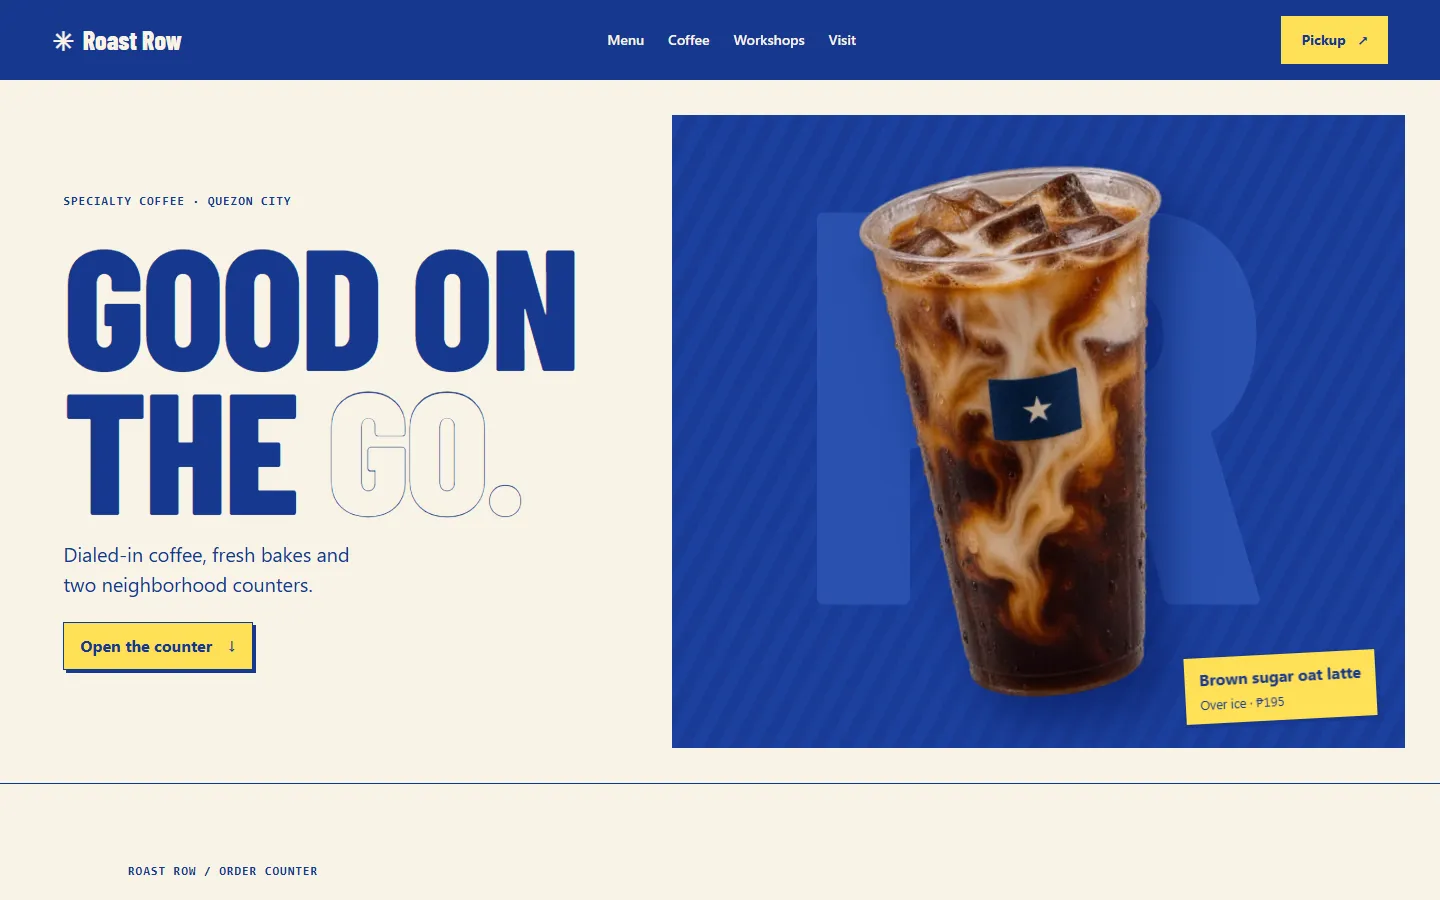 Roast Row
Menu
Coffee
Workshops
Visit
Pickup ↗
SPECIALTY COFFEE · QUEZON CITY
GOOD ON
THE GO.
Dialed-in coffee, fresh bakes and
two neighborhood counters.
Open the counter ↓
R
Brown sugar oat latte
Over ice · ₱195
ROAST ROW / ORDER COUNTER